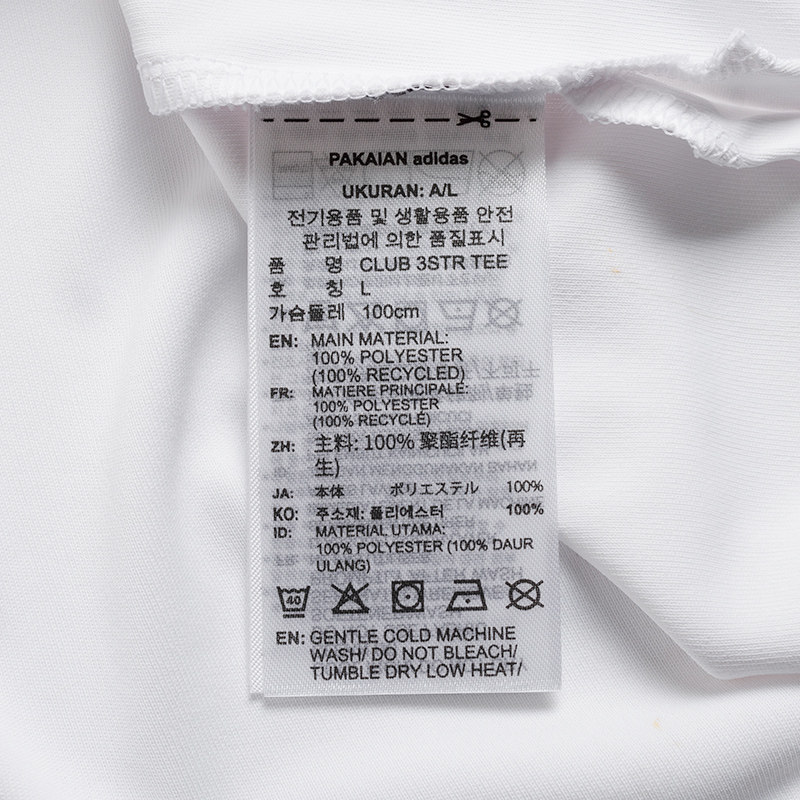 PAKAIAN adidas
UKURAN: A/L
전기용품 및 생활용품 안전
관리법에 의한 품질표시
품 명 CLUB 3STR TEE
호 칭 L
가슴둘레 100cm
EN: MAIN MATERIAL:
100% POLYESTER
(100% RECYCLED)
FR: MATIERE PRINCIPALE:
100% POLYESTER
(100% RECYCLÉ)
ZH: 主料: 100% 聚酯纤维(再
生)
JA: 本体 ポリエステル 100%
KO: 주소재: 폴리에스터 100%
ID: MATERIAL UTAMA:
100% POLYESTER (100% DAUR
ULANG)
40
EN: GENTLE COLD MACHINE
WASH/ DO NOT BLEACH/
TUMBLE DRY LOW HEAT/